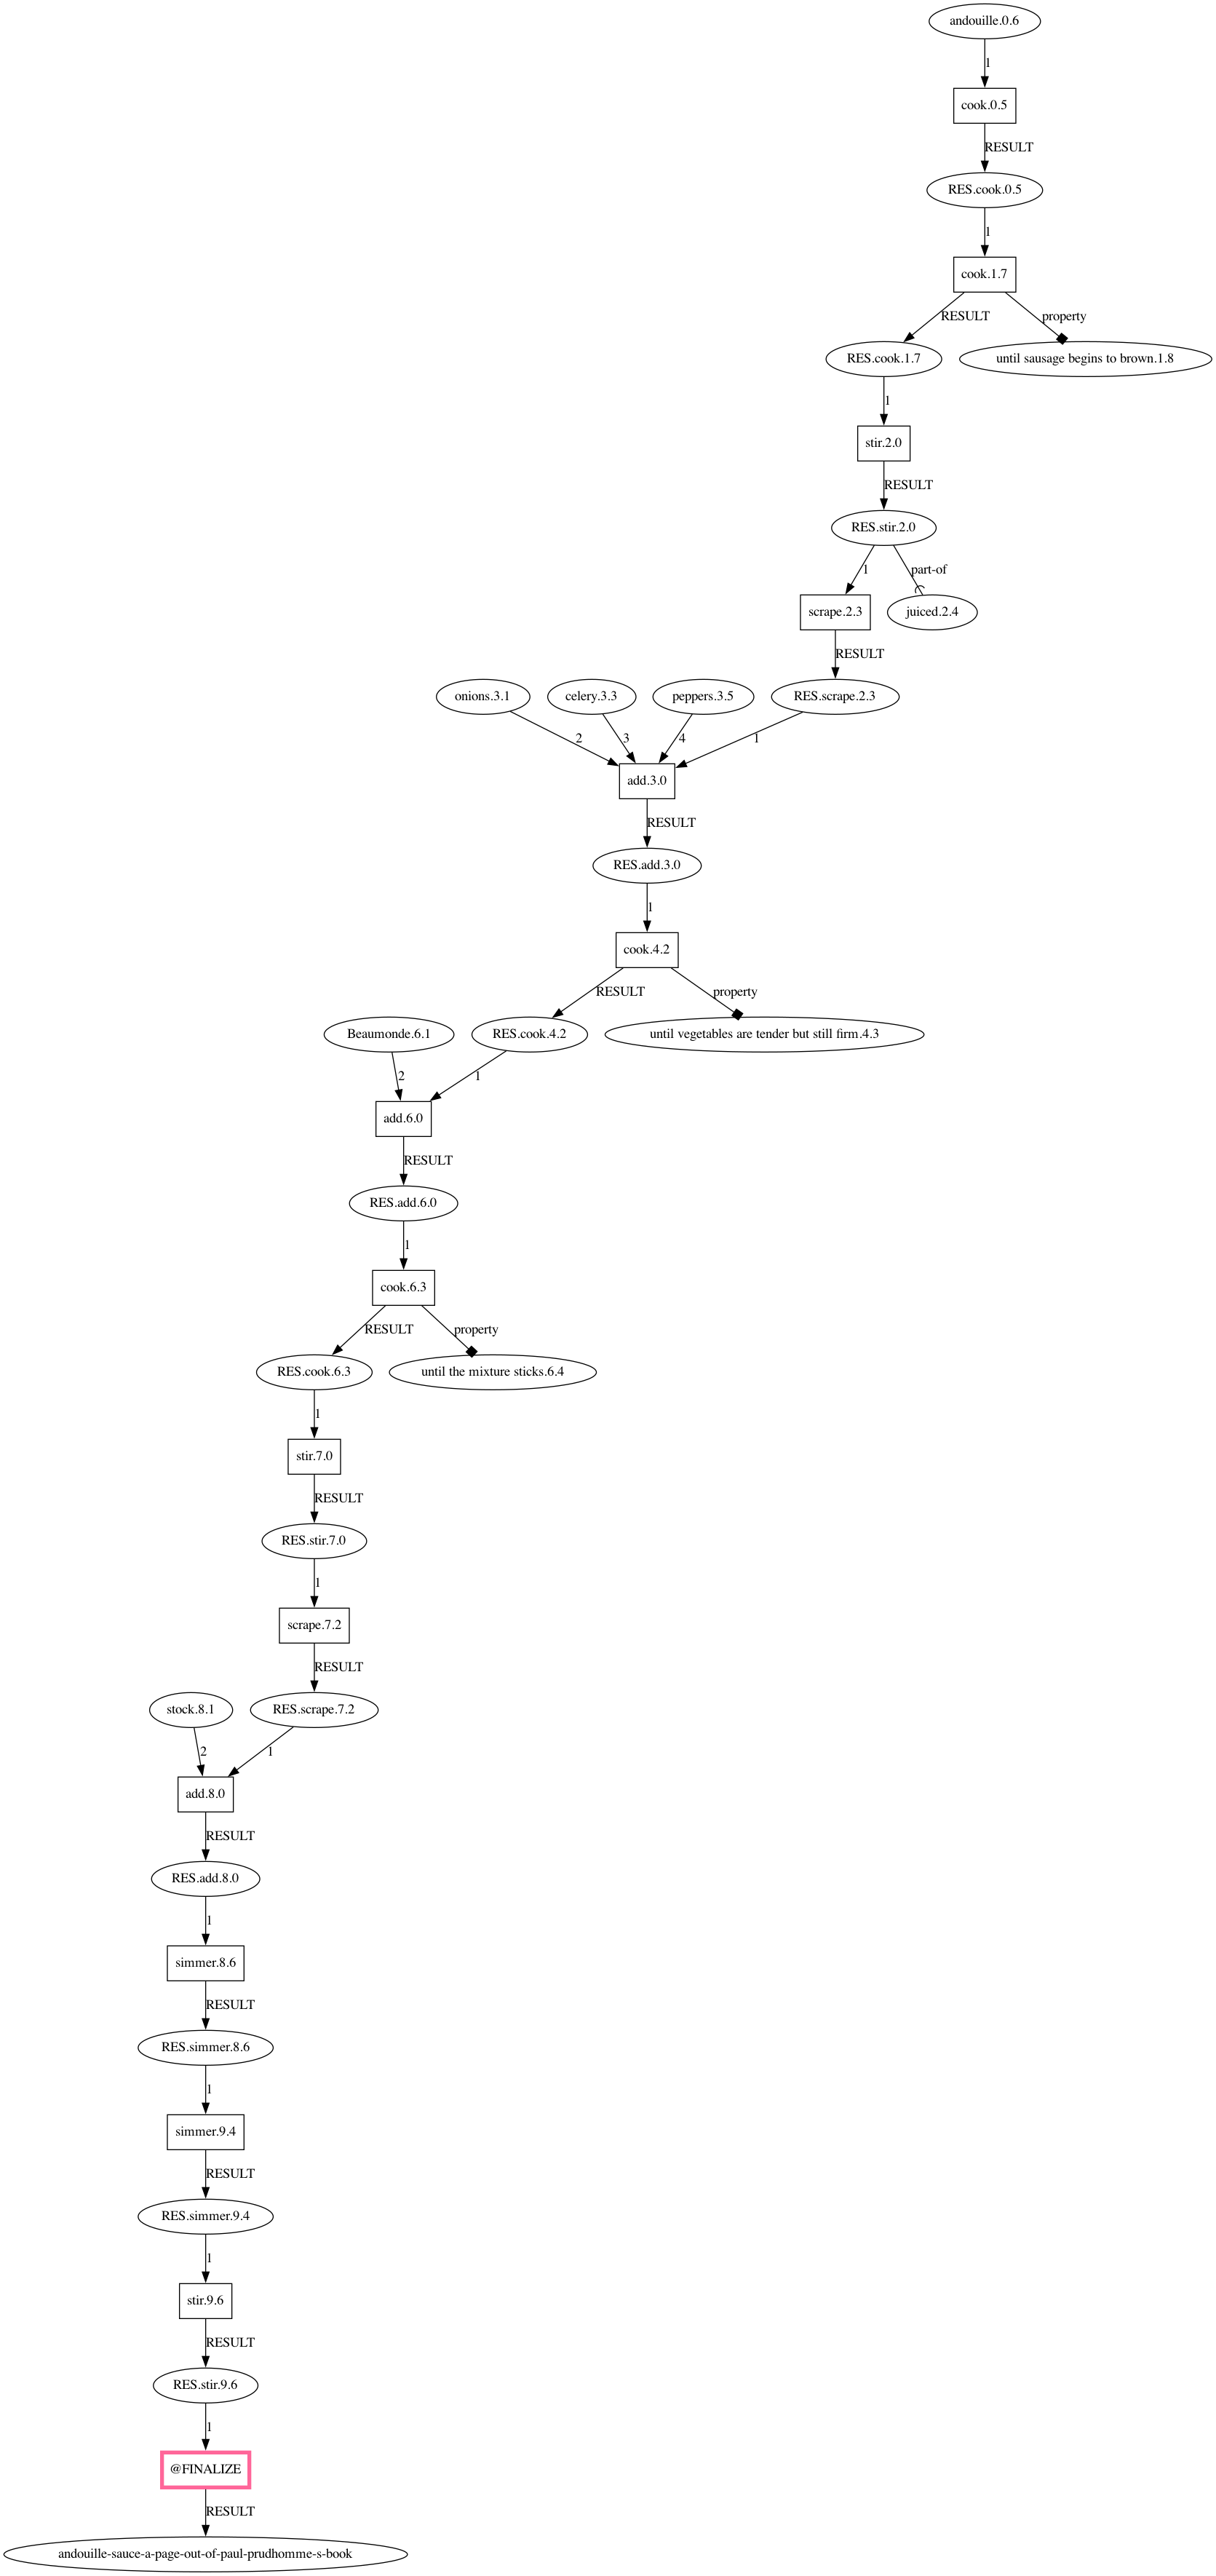 andouille.0.6
1
cook.0.5
RESULT
RES.cook.0.5
1
cook.1.7
RESULT
property
RES.cook.1.7
until sausage begins to brown.1.8
1
stir.2.0
RESULT
RES.stir.2.0
1
part-of
scrape.2.3
juiced.2.4
RESULT
onions.3.1
celery.3.3
peppers.3.5
RES.scrape.2.3
2
3
4
1
add.3.0
RESULT
RES.add.3.0
1
cook.4.2
RESULT
property
Beaumonde.6.1
RES.cook.4.2
until vegetables are tender but still firm.4.3
2
1
add.6.0
RESULT
RES.add.6.0
1
cook.6.3
RESULT
property
RES.cook.6.3
until the mixture sticks.6.4
1
stir.7.0
RESULT
RES.stir.7.0
1
scrape.7.2
RESULT
stock.8.1
RES.scrape.7.2
2
1
add.8.0
RESULT
RES.add.8.0
1
simmer.8.6
RESULT
RES.simmer.8.6
1
simmer.9.4
RESULT
RES.simmer.9.4
1
stir.9.6
RESULT
RES.stir.9.6
1
@FINALIZE
RESULT
andouille-sauce-a-page-out-of-paul-prudhomme-s-book